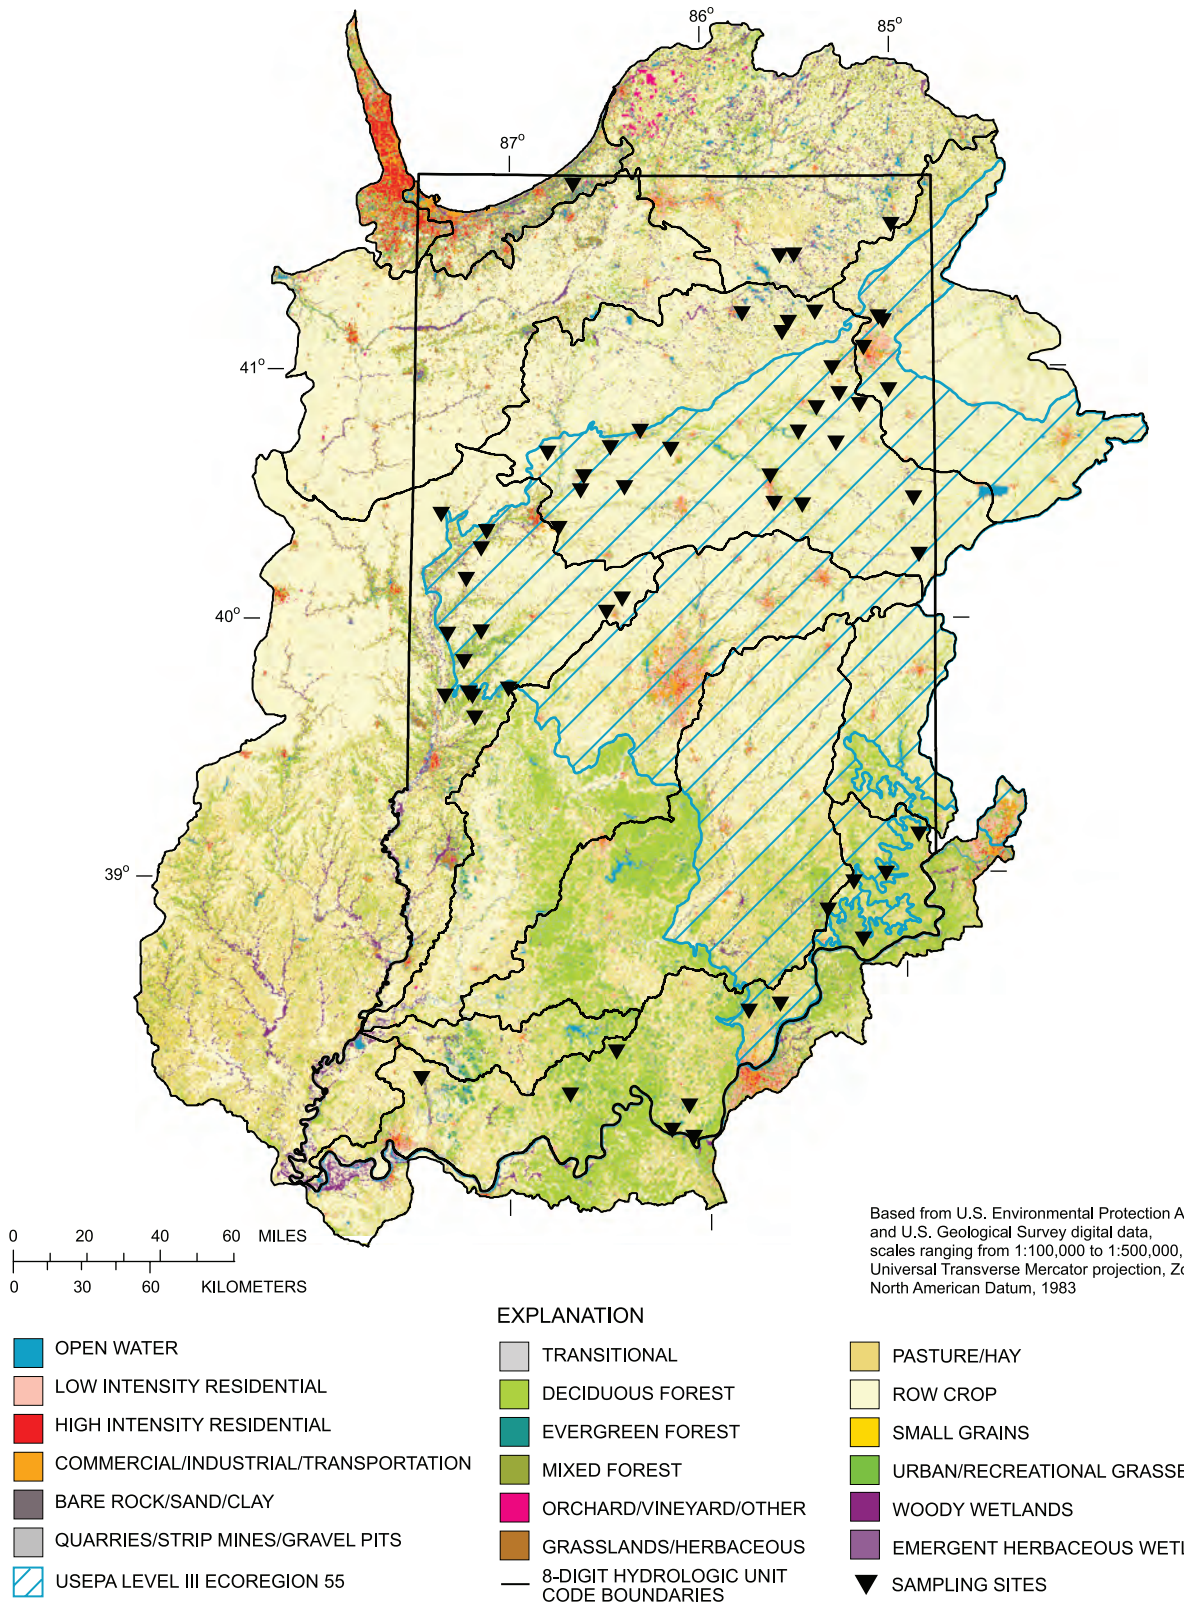 86°
85°
87°
41°
40°
39°
0 20 40 60 MILES
0 30 60 KILOMETERS
Based from U.S. Environmental Protection A
and U.S. Geological Survey digital data,
scales ranging from 1:100,000 to 1:500,000,
Universal Transverse Mercator projection, Zo
North American Datum, 1983
EXPLANATION
OPEN WATER
LOW INTENSITY RESIDENTIAL
HIGH INTENSITY RESIDENTIAL
COMMERCIAL/INDUSTRIAL/TRANSPORTATION
BARE ROCK/SAND/CLAY
QUARRIES/STRIP MINES/GRAVEL PITS
USEPA LEVEL III ECOREGION 55
TRANSITIONAL
DECIDUOUS FOREST
EVERGREEN FOREST
MIXED FOREST
ORCHARD/VINEYARD/OTHER
GRASSLANDS/HERBACEOUS
8-DIGIT HYDROLOGIC UNIT
CODE BOUNDARIES
PASTURE/HAY
ROW CROP
SMALL GRAINS
URBAN/RECREATIONAL GRASSE
WOODY WETLANDS
EMERGENT HERBACEOUS WETL
SAMPLING SITES